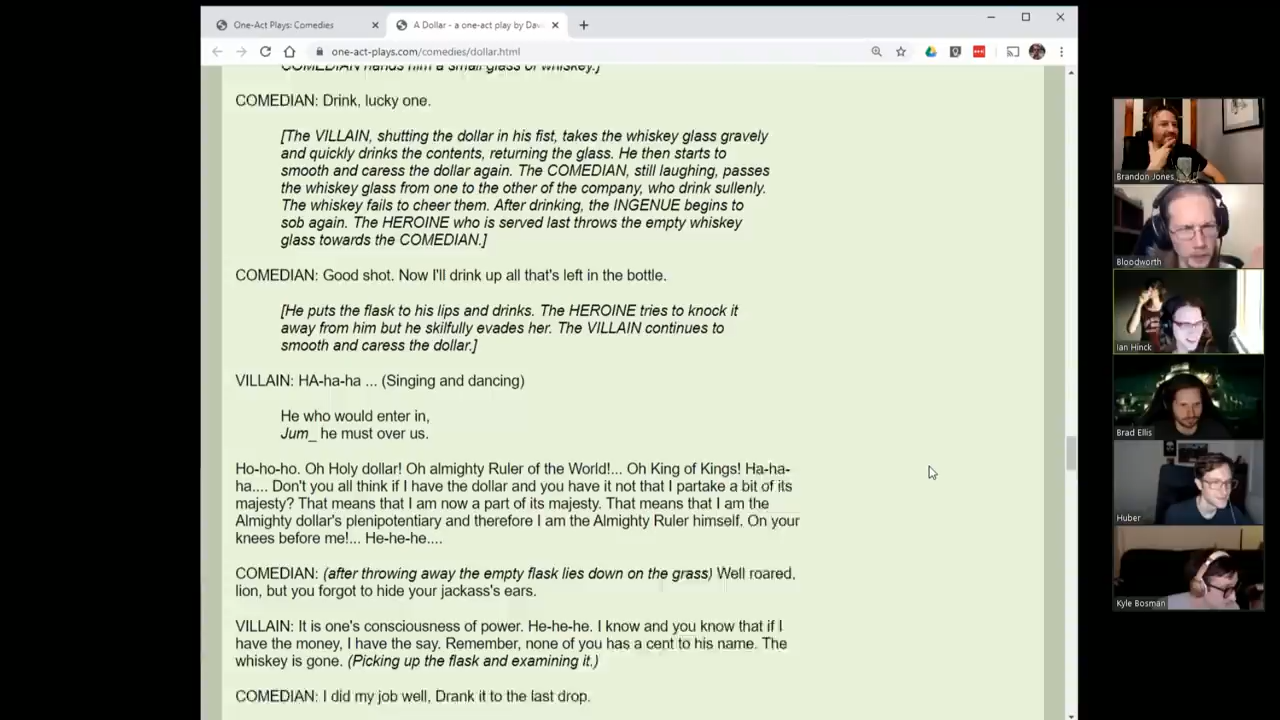 One-Act Plays: Comedies
A Dollar - a one-act play by Dav
one-act-plays.com/comedies/dollar.html
COMEDIAN hands him a small glass of whiskey.]
COMEDIAN: Drink, lucky one.
[The VILLAIN, shutting the dollar in his fist, takes the whiskey glass gravely
and quickly drinks the contents, returning the glass. He then starts to
smooth and caress the dollar again. The COMEDIAN, still laughing, passes
the whiskey glass from one to the other of the company, who drink sullenly.
The whiskey fails to cheer them. After drinking, the INGENUE begins to
sob again. The HEROINE who is served last throws the empty whiskey
glass towards the COMEDIAN.]
COMEDIAN: Good shot. Now I'll drink up all that's left in the bottle.
[He puts the flask to his lips and drinks. The HEROINE tries to knock it
away from him but he skilfully evades her. The VILLAIN continues to
smooth and caress the dollar.]
VILLAIN: HA-ha-ha ... (Singing and dancing)
He who would enter in,
Jum_ he must over us.
Ho-ho-ho. Oh Holy dollar! Oh almighty Ruler of the World!... Oh King of Kings! Ha-ha-
ha.... Don't you all think if I have the dollar and you have it not that I partake a bit of its
majesty? That means that I am now a part of its majesty. That means that I am the
Almighty dollar's plenipotentiary and therefore I am the Almighty Ruler himself. On your
knees before me!... He-he-he....
COMEDIAN: (after throwing away the empty flask lies down on the grass) Well roared,
lion, but you forgot to hide your jackass's ears.
VILLAIN: It is one's consciousness of power. He-he-he. I know and you know that if I
have the money, I have the say. Remember, none of you has a cent to his name. The
whiskey is gone. (Picking up the flask and examining it.)
COMEDIAN: I did my job well, Drank it to the last drop.
Brandon Jones
Bloodworth
Ian Hinck
Brad Ellis
Huber
Kyle Bosman